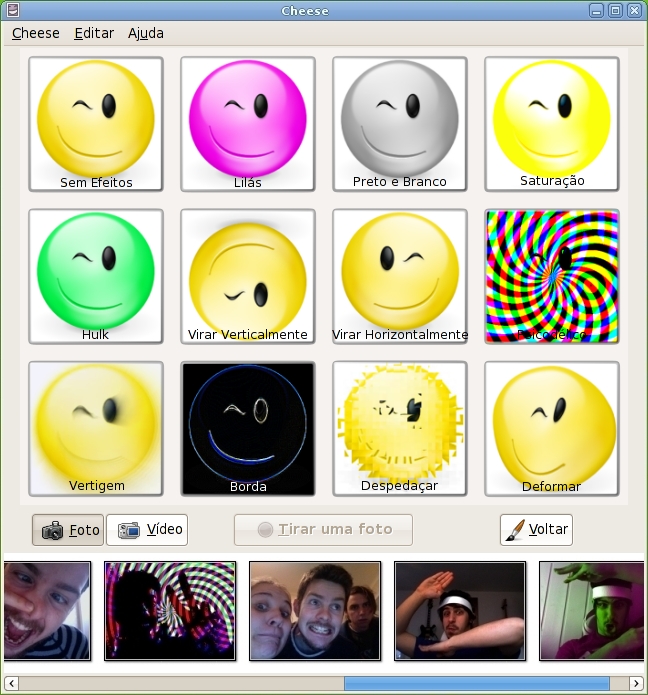 Cheese
Cheese Editar Ajuda
Sem Efeitos Lilás Preto e Branco Saturação
Hulk Virar Verticalmente Virar Horizontalmente Psicodélico
Vertigem Borda Despedaçar Deformar
Foto Vídeo Tirar uma foto Voltar